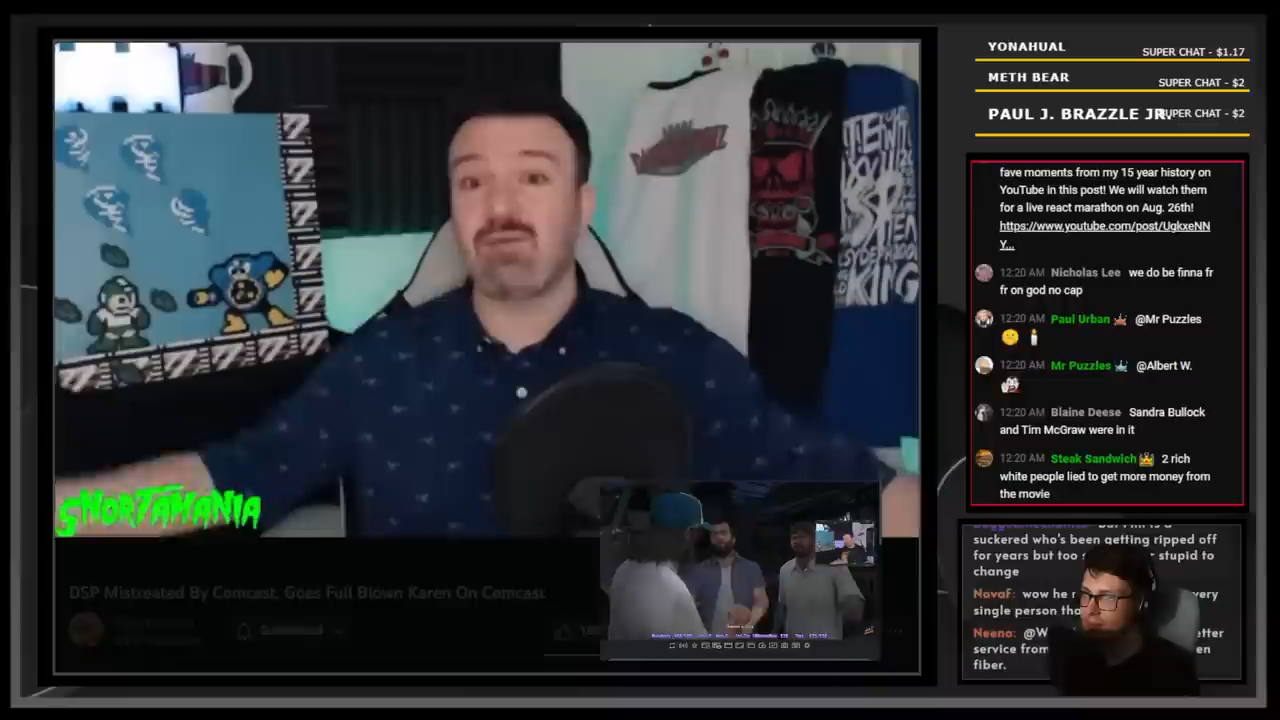 YONAHUAL
SUPER CHAT - $1.17
METH BEAR
SUPER CHAT - $2
PAUL J. BRAZZLE JR.
UPER CHAT - $2
fave moments from my 15 year history on
YouTube in this post! We will watch them
for a live react marathon on Aug. 26th!
https://www.youtube.com/post/UgkxeNN
Y...
12:20 AM Nicholas Lee we do be finna fr
fr on god no cap
12:20 AM Paul Urban @Mr Puzzles
12:20 AM Mr Puzzles @Albert W.
12:20 AM Blaine Deese Sandra Bullock
and Tim McGraw were in it
12:20 AM Steak Sandwich 2 rich
white people lied to get more money from
the movie
SHORTAMANIA
DSP Mistreated By Comcast, Goes Full Blown Karen On Comcast
suckered who's been getting ripped off
for years but too stupid to
change
Navaf: wow he very
single person tha
Neeno: @W etter
service from en
fiber.
KING